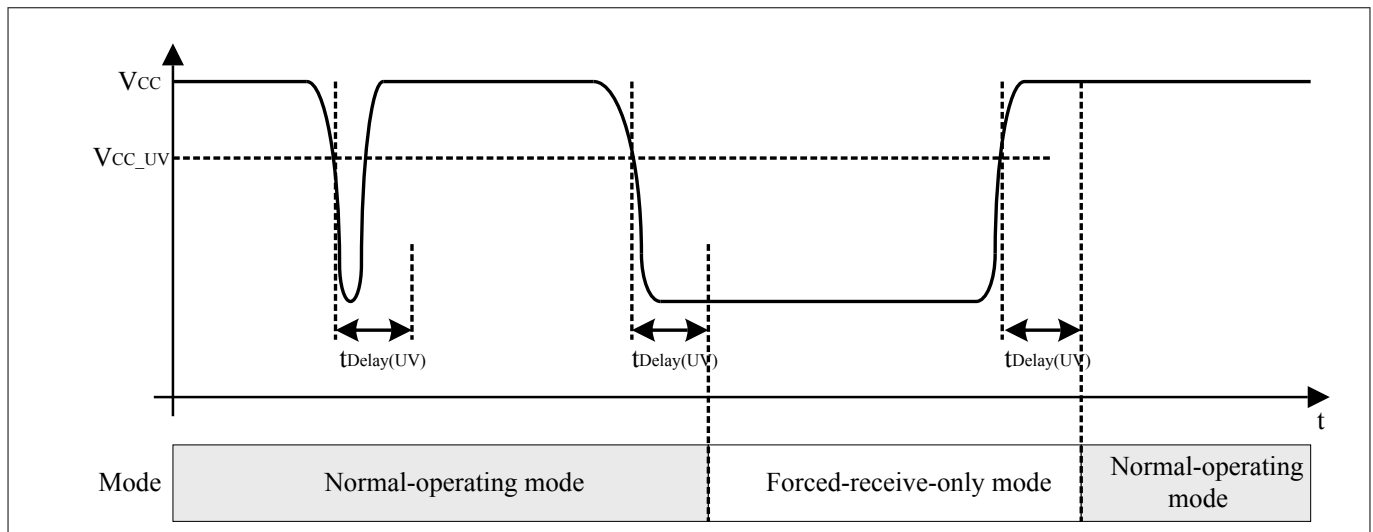 VCC
VCC_UV
tDelay(UV)
tDelay(UV)
tDelay(UV)
t
Mode
Normal-operating mode
Forced-receive-only mode
Normal-operating
mode